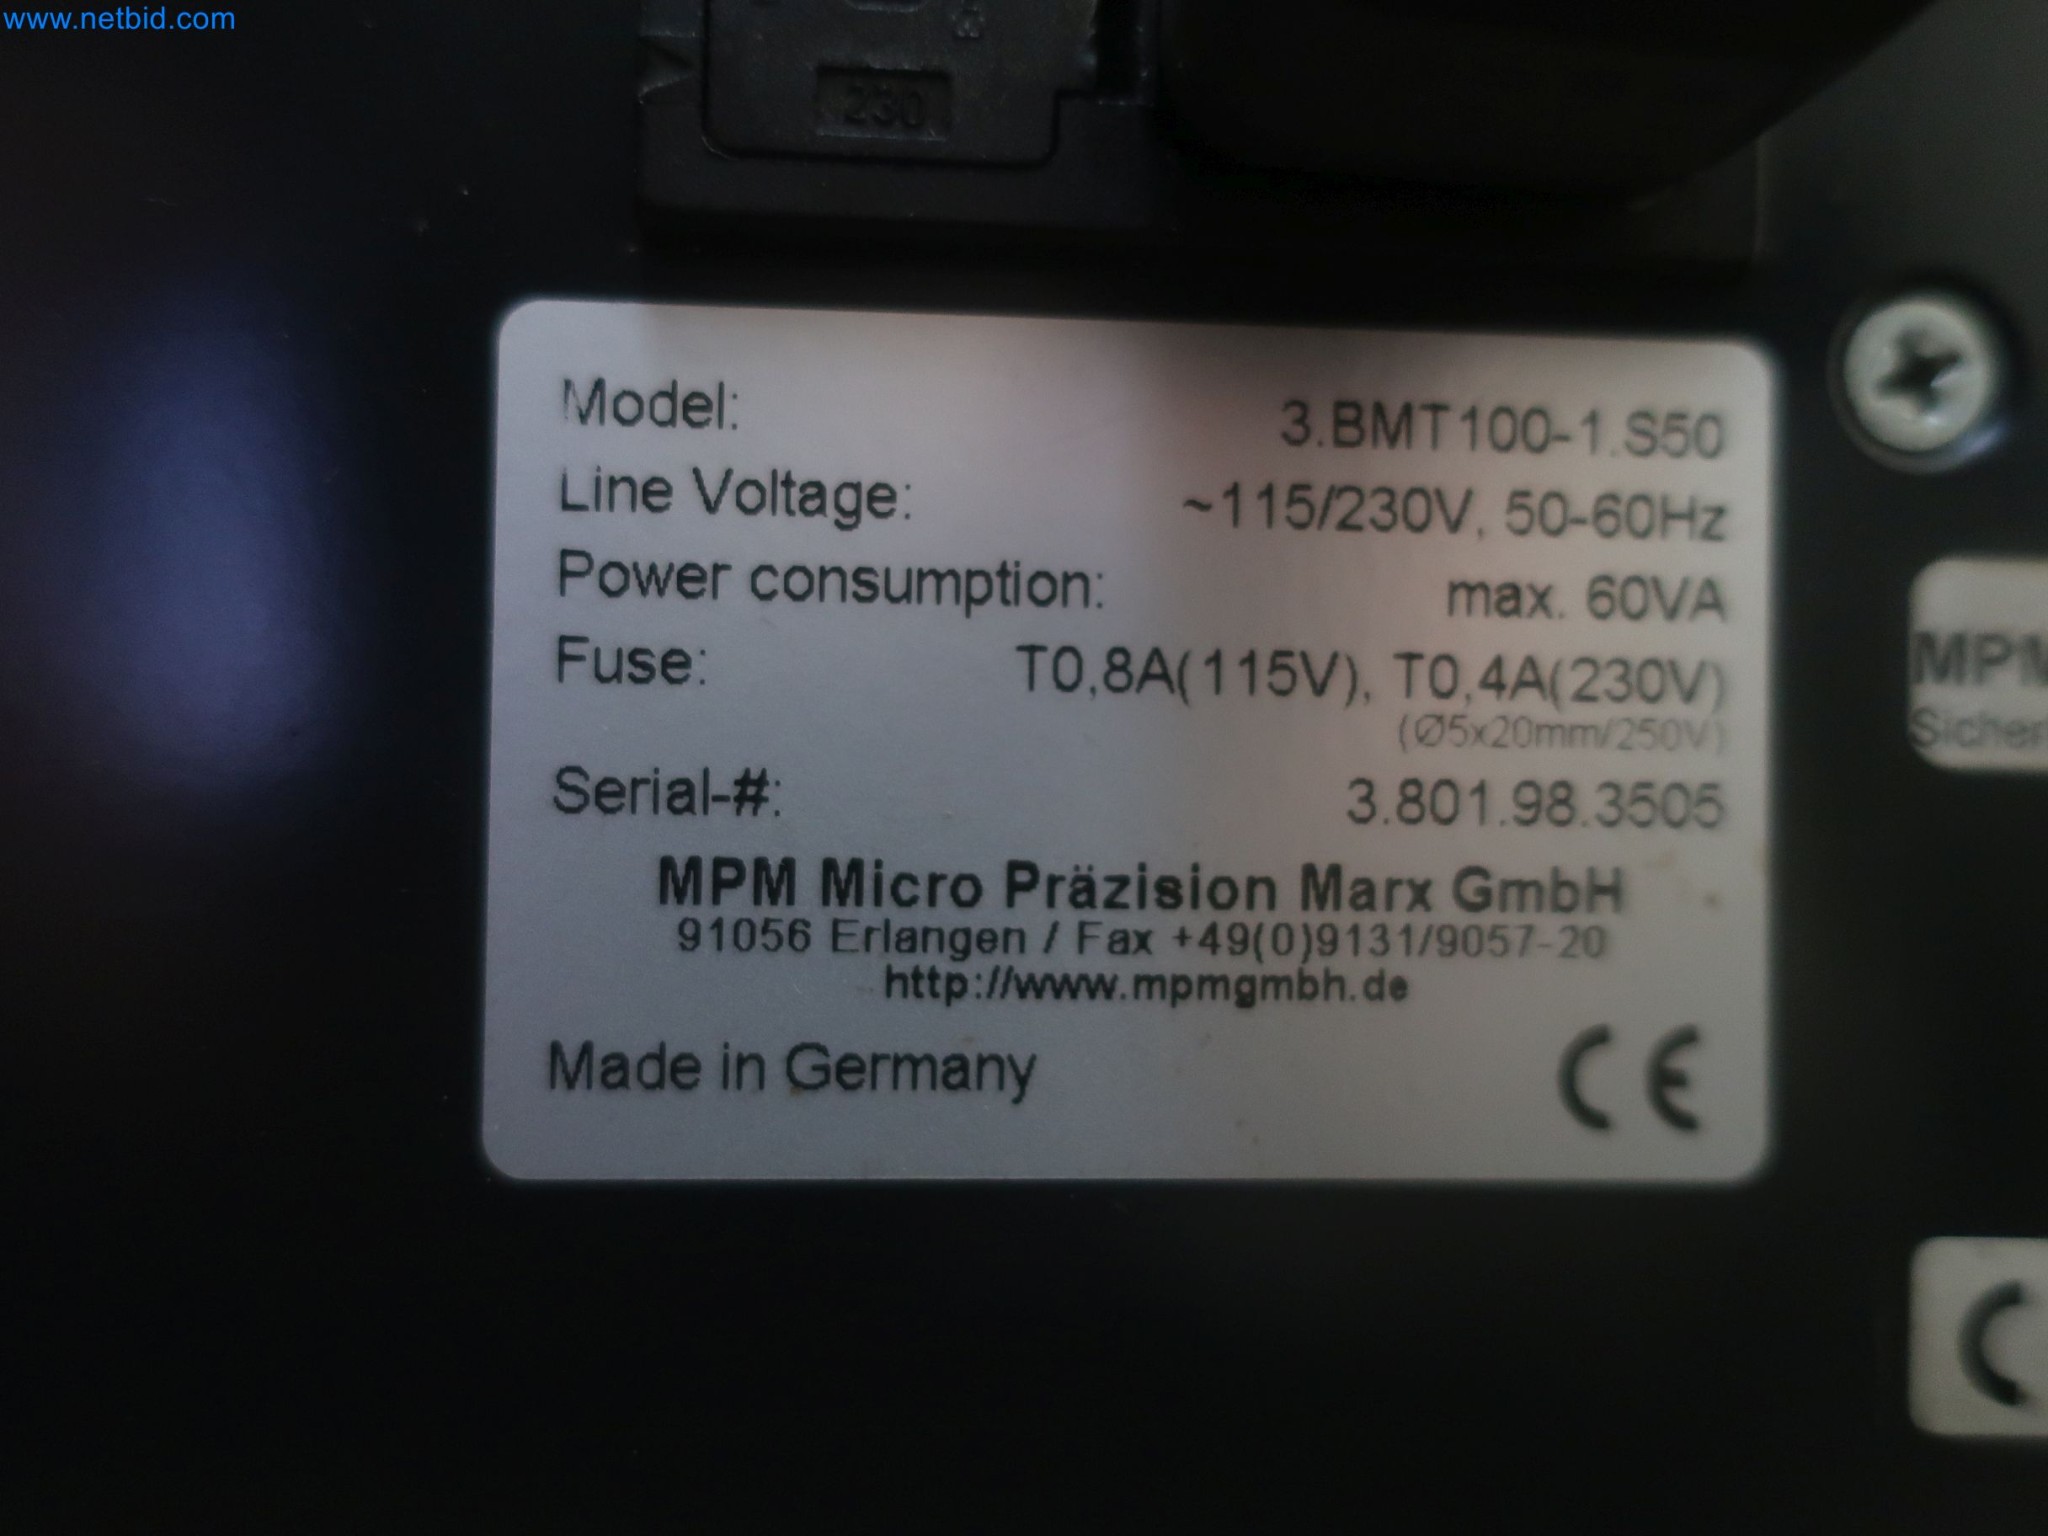 www.netbid.com
230
Model: 3.BMT100-1.S50
Line Voltage: ~115/230V, 50-60Hz
Power consumption: max. 60VA
Fuse: T0,8A(115V), T0,4A(230V)
(Ø5x20mm/250V)
Serial-#: 3.801.98.3505
MPM Micro Präzision Marx GmbH
91056 Erlangen / Fax +49(0)9131/9057-20
http://www.mpmgmbh.de
Made in Germany CE
MPM
Sicher
C